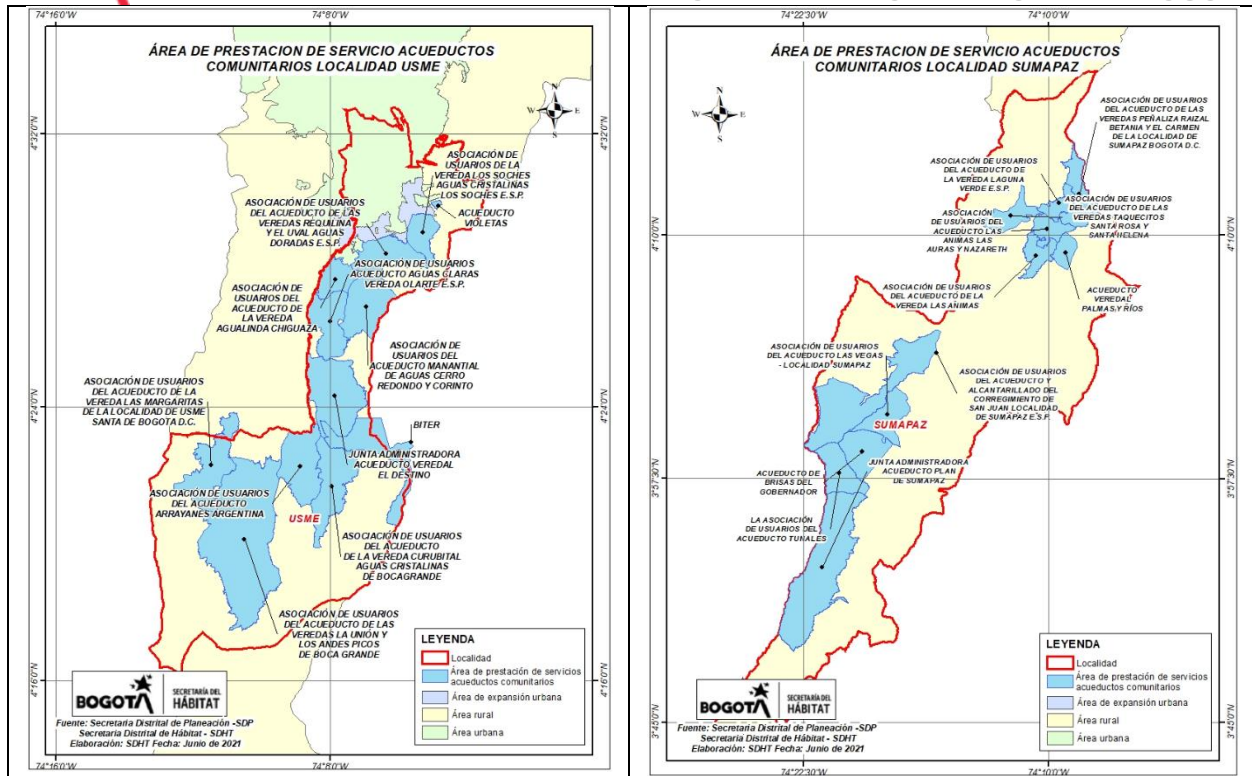 74°16'0"W
74°8'0"W
ÁREA DE PRESTACION DE SERVICIO ACUEDUCTOS
COMUNITARIOS LOCALIDAD USME
N
W
E
S
4°32'0"N
4°32'0"N
ASOCIACIÓN DE
USUARIOS DE LA
VEREDA LOS SOCHES
AGUAS CRISTALINAS
LOS SOCHES E.S.P.
ACUEDUCTO
VIOLETAS
ASOCIACIÓN DE USUARIOS
DEL ACUEDUCTO DE LAS
VEREDAS REQUILINA
Y EL UVAL AGUAS
DORADAS E.S.P.
ASOCIACIÓN DE USUARIOS
ACUEDUCTO AGUAS CLARAS
VEREDA OLARTE E.S.P.
ASOCIACIÓN DE
USUARIOS DEL
ACUEDUCTO DE
LA VEREDA
AGUALINDA CHIGUAZA
ASOCIACIÓN DE
USUARIOS DEL
ACUEDUCTO MANANTIAL
DE AGUAS CERRO
REDONDO Y CORINTO
4°24'0"N
4°24'0"N
ASOCIACIÓN DE USUARIOS
DEL ACUEDUCTO DE LA
VEREDA LAS MARGARITAS
DE LA LOCALIDAD DE USME
SANTA DE BOGOTA D.C.
BITER
JUNTA ADMINISTRADORA
ACUEDUCTO VEREDAL
EL DESTINO
ASOCIACIÓN DE USUARIOS
DEL ACUEDUCTO
ARRAYANES ARGENTINA
USME
ASOCIACIÓN DE USUARIOS
DEL ACUEDUCTO
DE LA VEREDA CURUBITAL
AGUAS CRISTALINAS
DE BOCAGRANDE
ASOCIACIÓN DE USUARIOS
DEL ACUEDUCTO DE LAS
VEREDAS LA UNIÓN Y
LOS ANDES PICOS
DE BOCA GRANDE
LEYENDA
Localidad
Área de prestación de servicios
acueductos comunitarios
Área de expansión urbana
Área rural
Área urbana
4°16'0"N
4°16'0"N
BOGOTÁ
SECRETARÍA DEL
HÁBITAT
Fuente: Secretaria Distrital de Planeación -SDP
Secretaria Distrital de Hábitat - SDHT
Elaboración: SDHT Fecha: Junio de 2021
74°16'0"W
74°8'0"W
74°22'30"W
74°10'0"W
ÁREA DE PRESTACION DE SERVICIO ACUEDUCTOS
COMUNITARIOS LOCALIDAD SUMAPAZ
N
W
E
S
ASOCIACIÓN DE USUARIOS
DEL ACUEDUCTO DE LAS
VEREDAS PEÑALIZA RAIZAL
BETANIA Y EL CARMEN
DE LA LOCALIDAD DE
SUMAPAZ BOGOTA D.C.
ASOCIACIÓN DE USUARIOS
DEL ACUEDUCTO DE
LA VEREDA LAGUNA
VERDE E.S.P.
ASOCIACIÓN DE USUARIOS
DEL ACUEDUCTO DE LAS
VEREDAS TAQUECITOS
SANTA ROSA Y
SANTA HELENA
ASOCIACIÓN
DE USUARIOS DEL
ACUEDUCTO LAS
ANIMAS LAS
AURAS Y NAZARETH
4°10'0"N
4°10'0"N
ASOCIACIÓN DE USUARIOS
DEL ACUEDUCTO DE LA
VEREDA LAS ÁNIMAS
ACUEDUCTO
VEREDAL
PALMAS Y RÍOS
ASOCIACIÓN DE USUARIOS
DEL ACUEDUCTO LAS VEGAS
- LOCALIDAD SUMAPAZ
ASOCIACIÓN DE USUARIOS
DEL ACUEDUCTO Y
ALCANTARILLADO DEL
CORREGIMIENTO DE
SAN JUAN LOCALIDAD
DE SUMAPAZ E.S.P.
SUMAPAZ
JUNTA ADMINISTRADORA
ACUEDUCTO PLAN
DE SUMAPAZ
ACUEDUCTO DE
BRISAS DEL
GOBERNADOR
3°57'30"N
3°57'30"N
LA ASOCIACIÓN
DE USUARIOS DEL
ACUEDUCTO TUNALES
LEYENDA
Localidad
Área de prestación de servicios
acueductos comunitarios
Área de expansión urbana
Área rural
Área urbana
BOGOTÁ
SECRETARÍA DEL
HÁBITAT
3°45'0"N
3°45'0"N
Fuente: Secretaria Distrital de Planeación -SDP
Secretaria Distrital de Hábitat - SDHT
Elaboración: SDHT Fecha: Junio de 2021
74°22'30"W
74°10'0"W